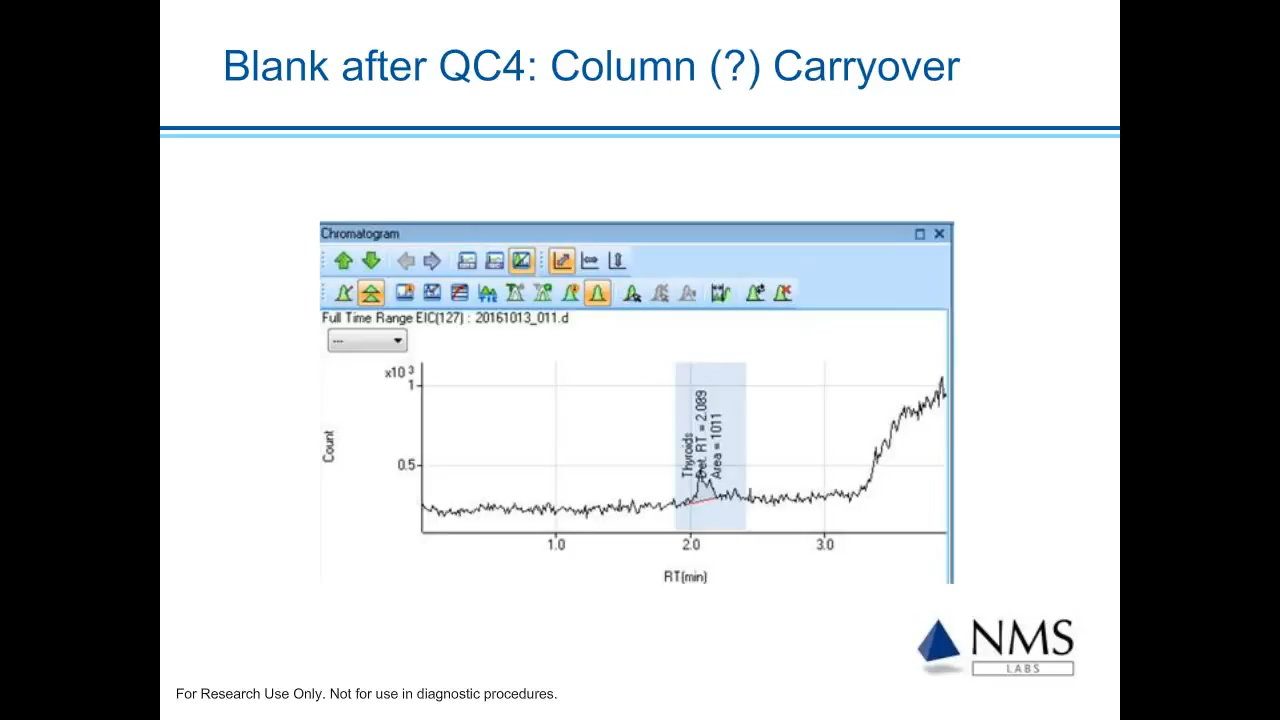 Blank after QC4: Column (?) Carryover
Chromatogram
Full Time Range EIC(127) : 20161013_011.d
---
x10 3
1
Count
0.5
Thyroids
Det. RT = 2.089
Area = 1011
1.0
2.0
3.0
RT(min)
NMS
LABS
For Research Use Only. Not for use in diagnostic procedures.